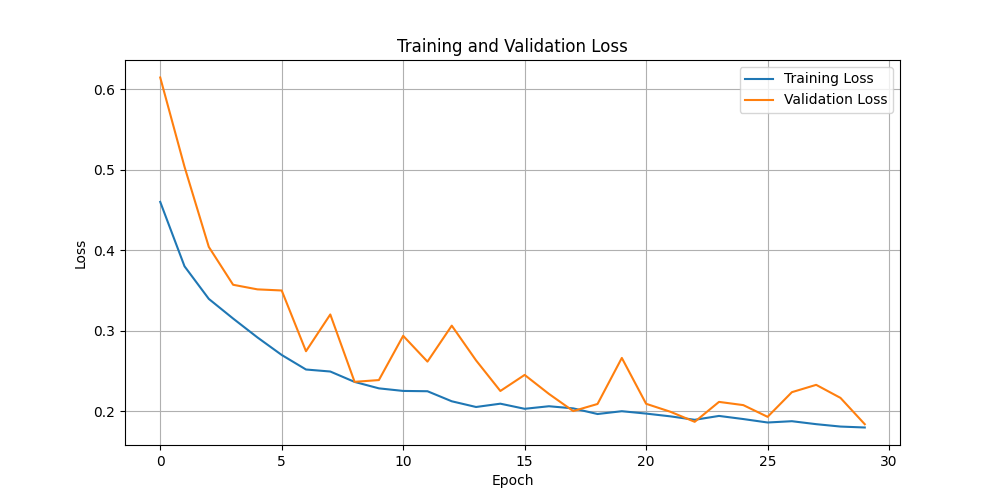 Training and Validation Loss
Training Loss
Validation Loss
0.6
0.5
0.4
0.3
0.2
Loss
0 5 10 15 20 25 30
Epoch